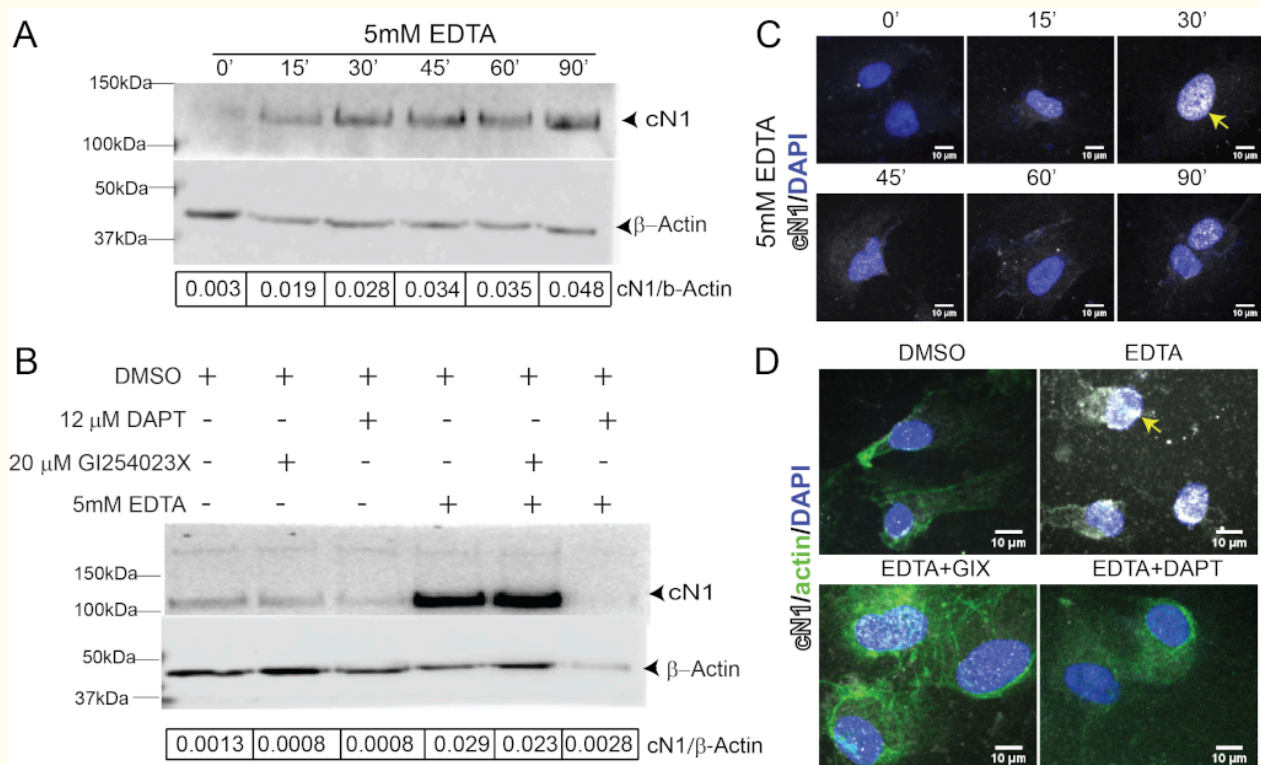 A
5mM EDTA
0' 15' 30' 45' 60' 90'
150kDa
100kDa
cN1
50kDa
37kDa
β–Actin
0.003 0.019 0.028 0.034 0.035 0.048 cN1/b-Actin
B
DMSO + + + + + +
12 μM DAPT - - + - - +
20 μM GI254023X - + - - + -
5mM EDTA - - - + + +
150kDa
100kDa
cN1
50kDa
37kDa
β–Actin
0.0013 0.0008 0.0008 0.029 0.023 0.0028 cN1/β-Actin
C
0' 15' 30'
10 μm 10 μm 10 μm
45' 60' 90'
10 μm 10 μm 10 μm
5mM EDTA
cN1/DAPI
D
DMSO EDTA
10 μm 10 μm
EDTA+GIX EDTA+DAPT
10 μm 10 μm
cN1/actin/DAPI